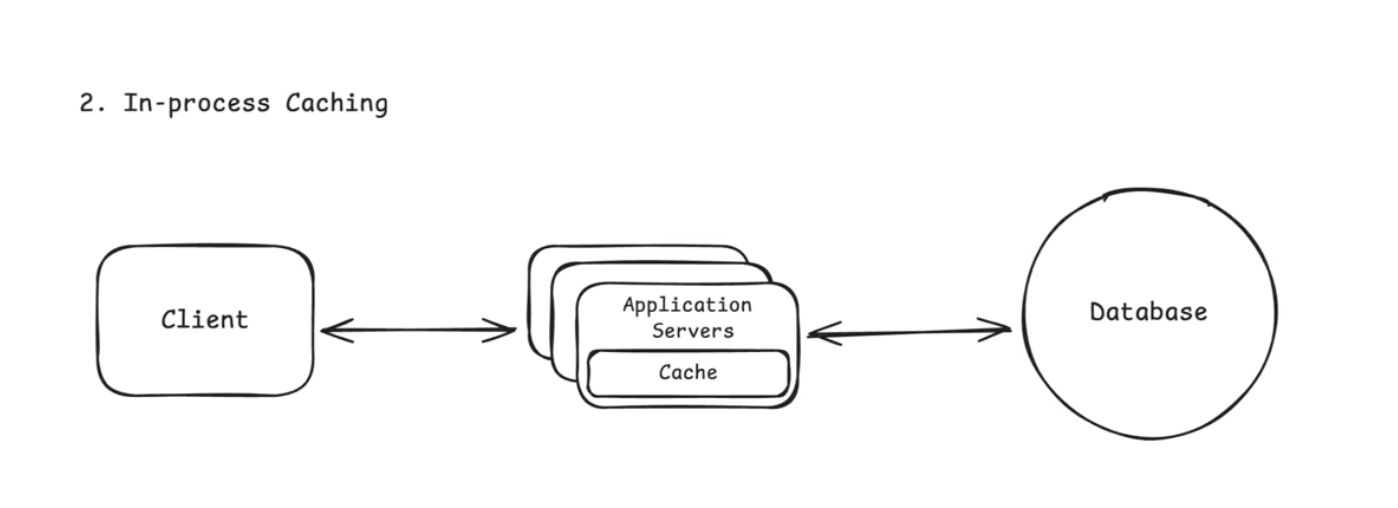 2. In-process Caching
Client
Application
Servers
Cache
Database